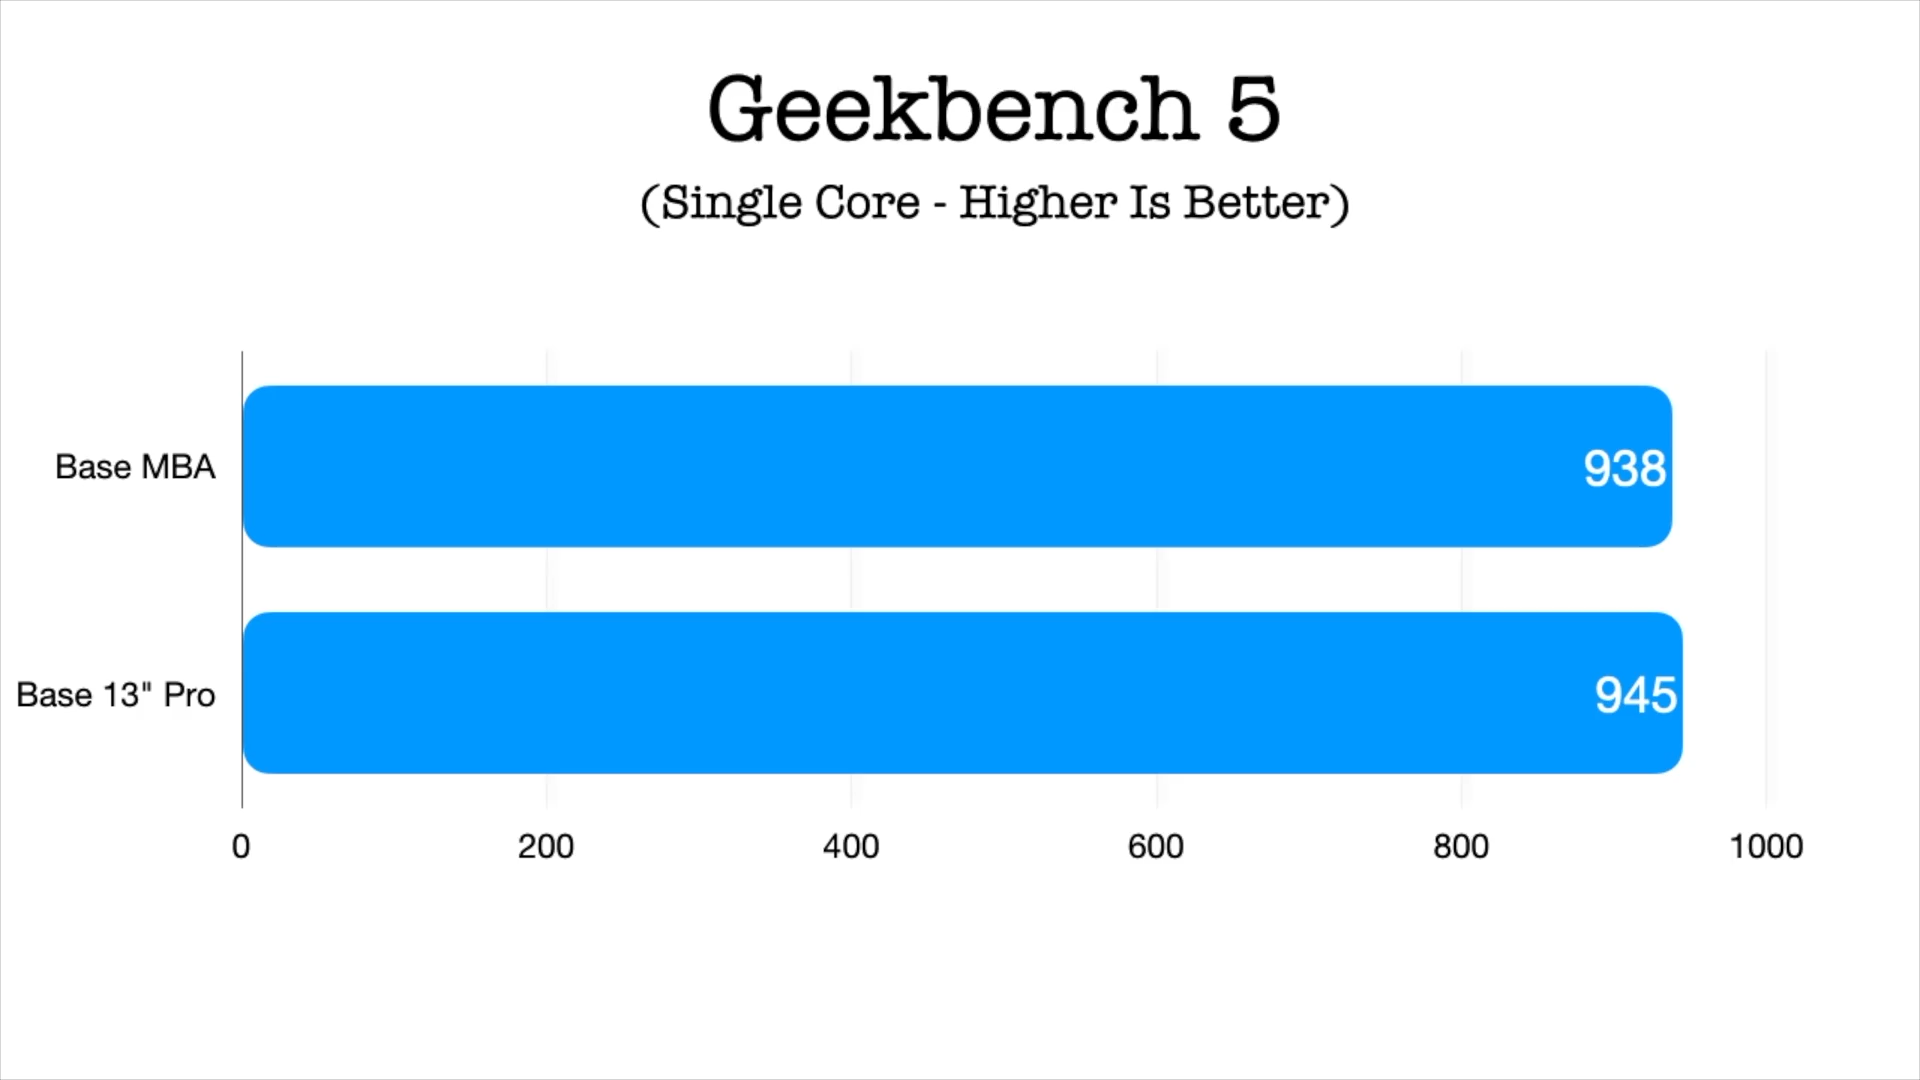 Geekbench 5
(Single Core - Higher Is Better)
Base MBA
938
Base 13" Pro
945
0 200 400 600 800 1000